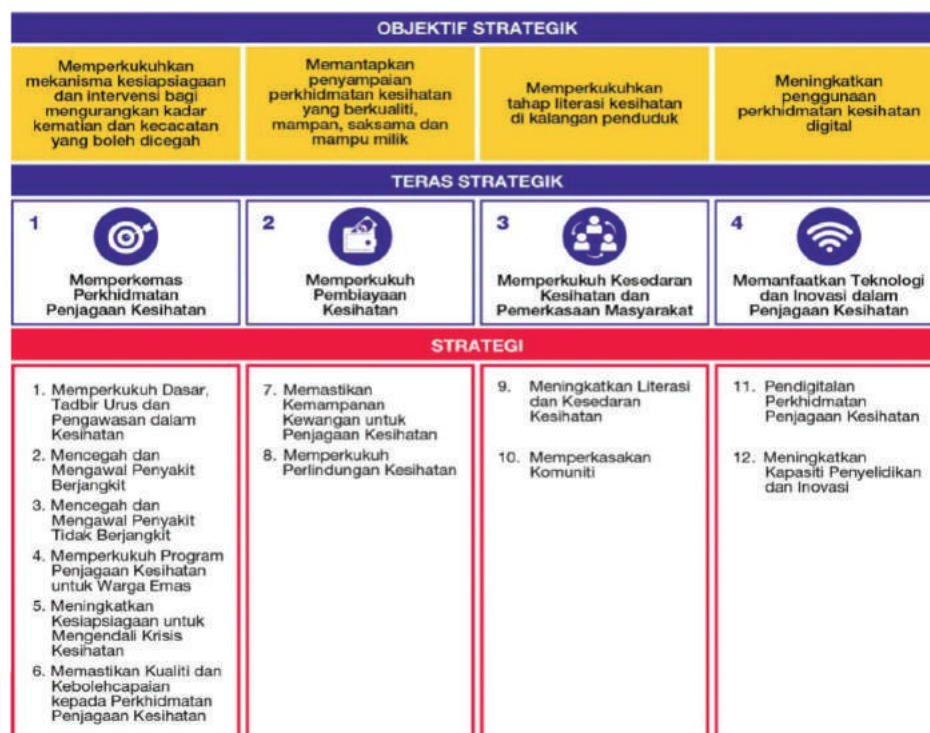 OBJEKTIF STRATEGIK
Memperkukuhkan
mekanisma kesiapsiagaan
dan intervensi bagi
mengurangkan kadar
kematian dan kecacatan
yang boleh dicegah
Memantapkan
penyampaian
perkhidmatan kesihatan
yang berkualiti,
mampan, saksama dan
mampu milik
Memperkukuhkan
tahap literasi kesihatan
di kalangan penduduk
Meningkatkan
penggunaan
perkhidmatan kesihatan
digital
TERAS STRATEGIK
1
Memperkemas
Perkhidmatan
Penjagaan Kesihatan
2
Memperkukuh
Pembiayaan
Kesihatan
3
Memperkukuh Kesedaran
Kesihatan dan
Pemerkasaan Masyarakat
4
Memanfaatkan Teknologi
dan Inovasi dalam
Penjagaan Kesihatan
STRATEGI
1. Memperkukuh Dasar,
Tadbir Urus dan
Pengawasan dalam
Kesihatan
2. Mencegah dan
Mengawal Penyakit
Berjangkit
3. Mencegah dan
Mengawal Penyakit
Tidak Berjangkit
4. Memperkukuh Program
Penjagaan Kesihatan
untuk Warga Emas
5. Meningkatkan
Kesiapsiagaan untuk
Mengendali Krisis
Kesihatan
6. Memastikan Kualiti dan
Kebolehcapaian
kepada Perkhidmatan
Penjagaan Kesihatan
7. Memastikan
Kemampanan
Kewangan untuk
Penjagaan Kesihatan
8. Memperkukuh
Perlindungan Kesihatan
9. Meningkatkan Literasi
dan Kesedaran
Kesihatan
10. Memperkasakan
Komuniti
11. Pendigitalan
Perkhidmatan
Penjagaan Kesihatan
12. Meningkatkan
Kapasiti Penyelidikan
dan Inovasi